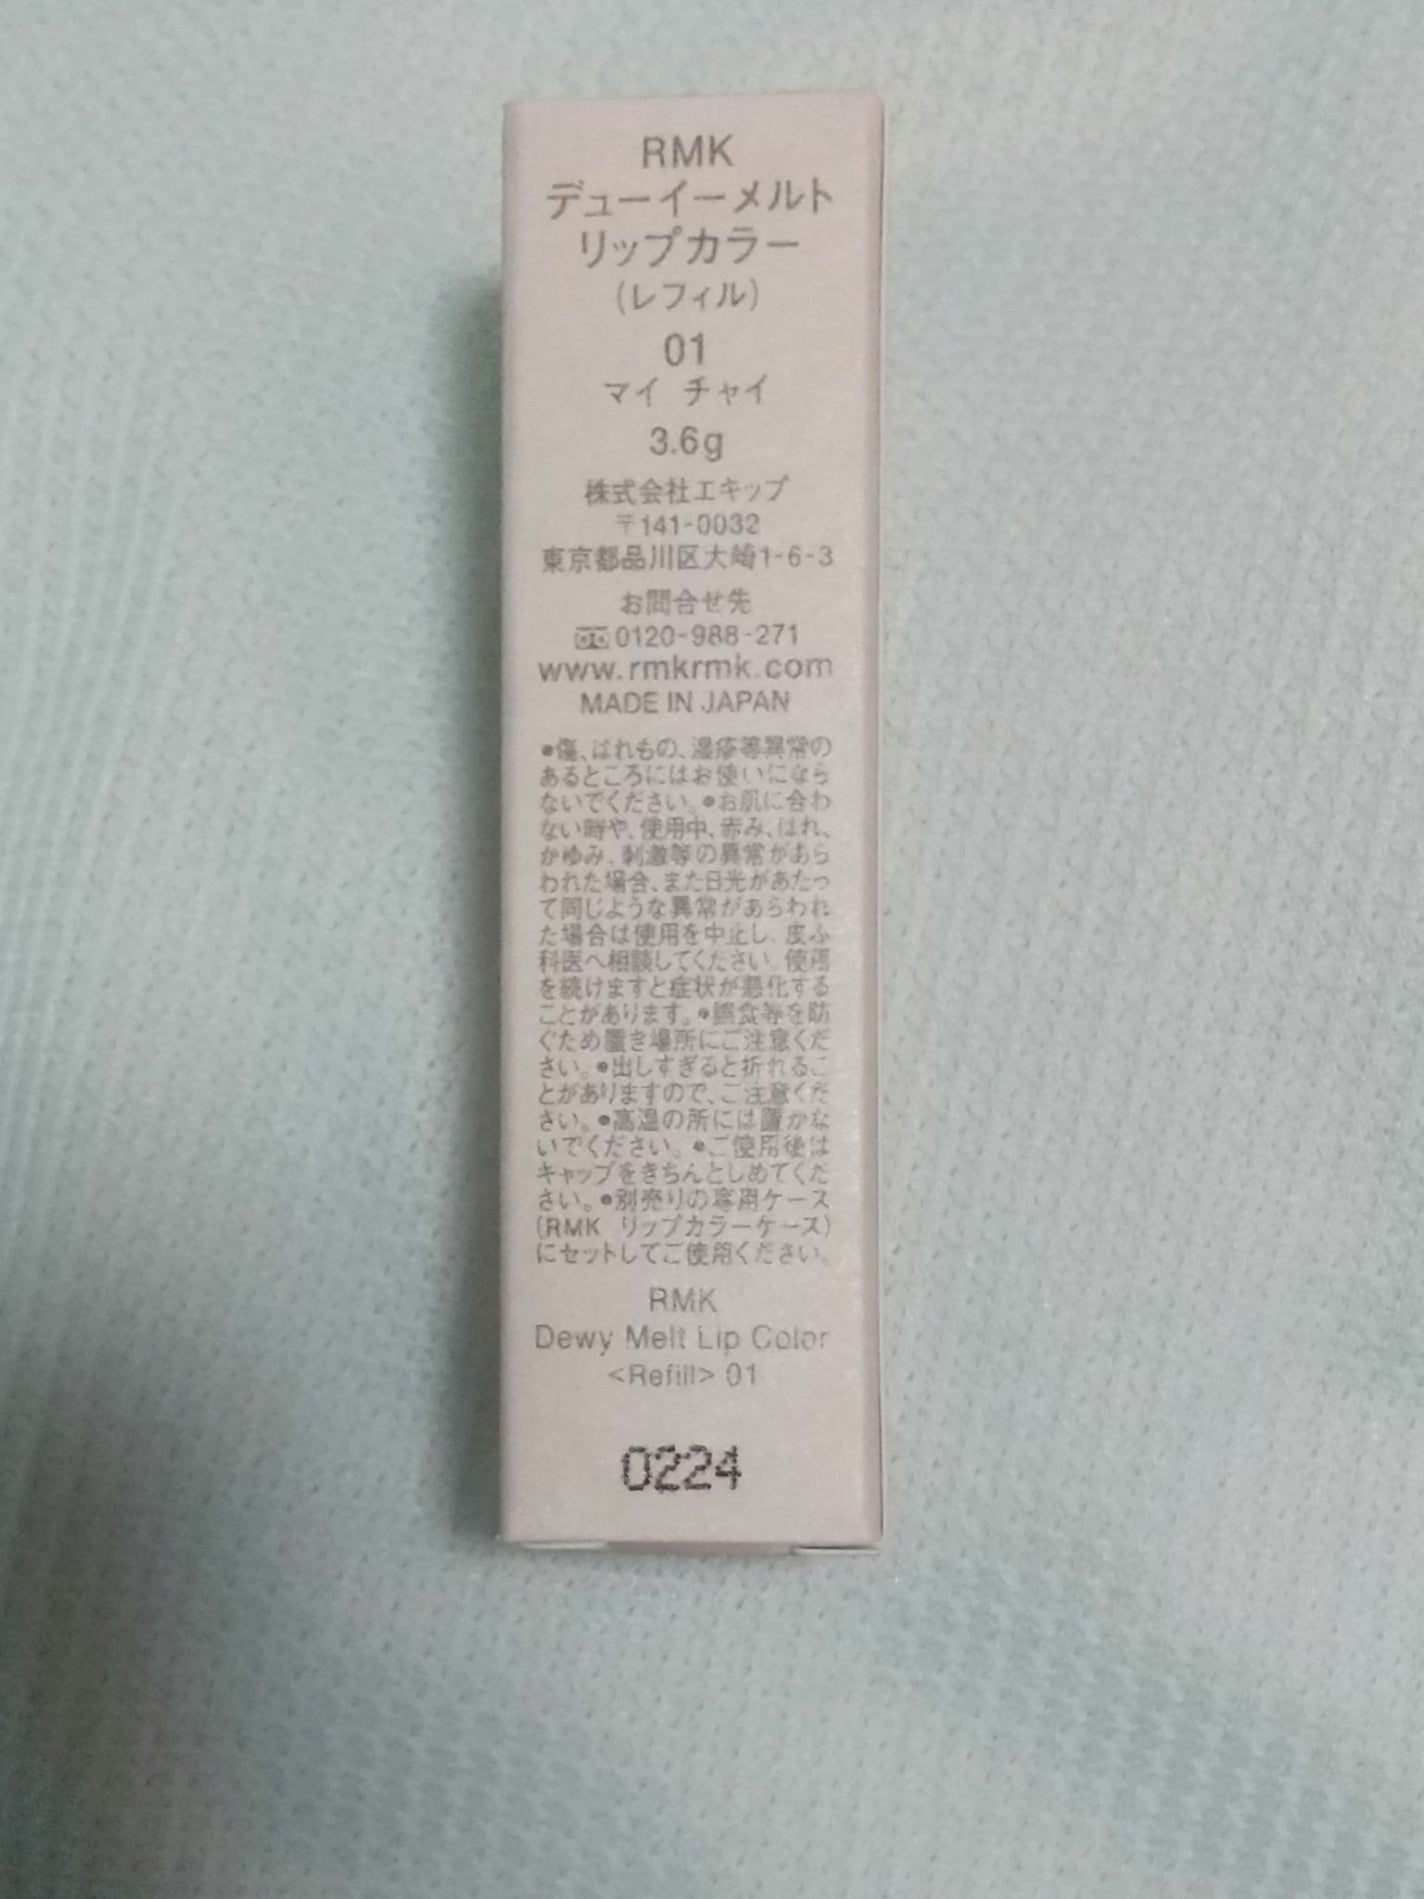 RMK
デューイーメルト
リップカラー
(レフィル)
01
マイ チャイ
3.6g
株式会社エキップ
〒141-0032
東京都品川区大崎1-6-3
お問合せ先
0120-988-271
www.rmkrmk.com
MADE IN JAPAN
●傷、はれもの、湿疹等異常の
あるところにはお使いになら
ないでください。●お肌に合わ
ない時や、使用中、赤み、はれ、
かゆみ、刺激等の異常があら
われた場合、また日光があたっ
て同じような異常があらわれ
た場合は使用を中止し、皮ふ
科医へ相談してください。使用
を続けますと症状が悪化する
ことがあります。●誤食等を防
ぐため置き場所にご注意くだ
さい。●出しすぎると折れるこ
とがありますので、ご注意くだ
さい。●高温の所には置かな
いでください。●ご使用後は
キャップをきちんとしめてくだ
さい。●別売りの専用ケース
(RMK リップカラーケース)
にセットしてご使用ください。
RMK
Dewy Melt Lip Color
<Refill> 01
0224